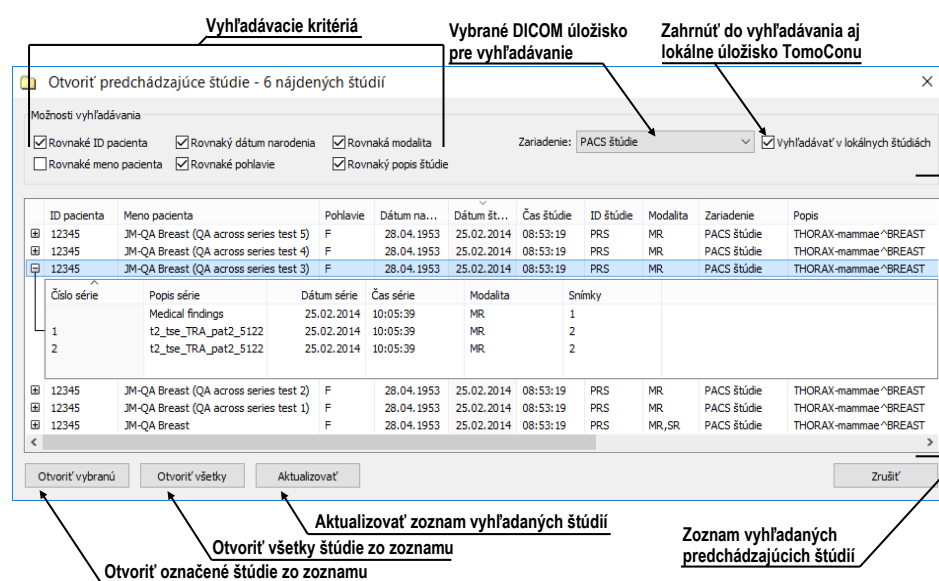 Vyhľadávacie kritériá
Vybrané DICOM úložisko
pre vyhľadávanie
Zahrnúť do vyhľadávania aj
lokálne úložisko TomoConu
Otvoriť predchádzajúce štúdie - 6 nájdených štúdií
Možnosti vyhľadávania
Rovnaké ID pacienta Rovnaký dátum narodenia Rovnaká modalita Zariadenie: PACS štúdie Vyhľadávať v lokálnych štúdiách
Rovnaké meno pacienta Rovnaké pohlavie Rovnaký popis štúdie
ID pacienta Meno pacienta Pohlavie Dátum na... Dátum št... Čas štúdie ID štúdie Modalita Zariadenie Popis
12345 JM-QA Breast (QA across series test 5) F 28.04.1953 25.02.2014 08:53:19 PRS MR PACS štúdie THORAX-mammae^BREAST
12345 JM-QA Breast (QA across series test 4) F 28.04.1953 25.02.2014 08:53:19 PRS MR PACS štúdie THORAX-mammae^BREAST
12345 JM-QA Breast (QA across series test 3) F 28.04.1953 25.02.2014 08:53:19 PRS MR PACS štúdie THORAX-mammae^BREAST
Číslo série Popis série Dátum série Čas série Modalita Snímky
Medical findings 25.02.2014 10:05:39 MR 1
1 t2_tse_TRA_pat2_5122 25.02.2014 10:05:39 MR 2
2 t2_tse_TRA_pat2_5122 25.02.2014 10:05:39 MR 2
12345 JM-QA Breast (QA across series test 2) F 28.04.1953 25.02.2014 08:53:19 PRS MR PACS štúdie THORAX-mammae^BREAST
12345 JM-QA Breast (QA across series test 1) F 28.04.1953 25.02.2014 08:53:19 PRS MR PACS štúdie THORAX-mammae^BREAST
12345 JM-QA Breast F 28.04.1953 25.02.2014 08:53:19 PRS MR,SR PACS štúdie THORAX-mammae^BREAST
Otvoriť vybranú Otvoriť všetky Aktualizovať Zrušiť
Aktualizovať zoznam vyhľadaných štúdií
Otvoriť všetky štúdie zo zoznamu
Otvoriť označené štúdie zo zoznamu
Zoznam vyhľadaných
predchádzajúcich štúdií